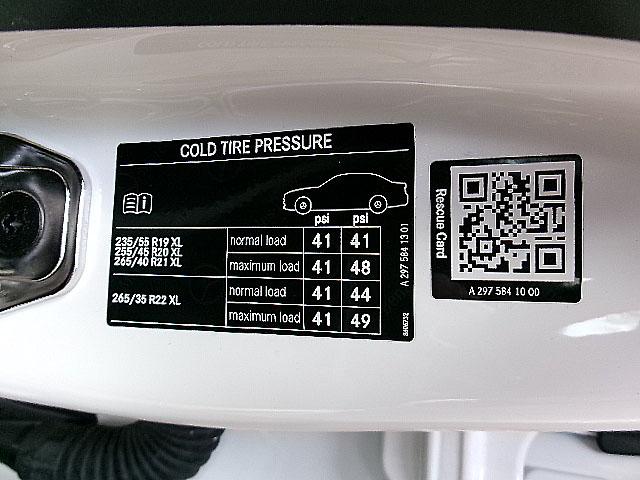 COLD TIRE PRESSURE
psi psi
235/55 R19 XL
255/45 R20 XL
265/40 R21 XL
normal load 41 41
maximum load 41 48
265/35 R22 XL
normal load 41 44
maximum load 41 49
A 297 584 13 01
Rescue Card
A 297 584 10 00